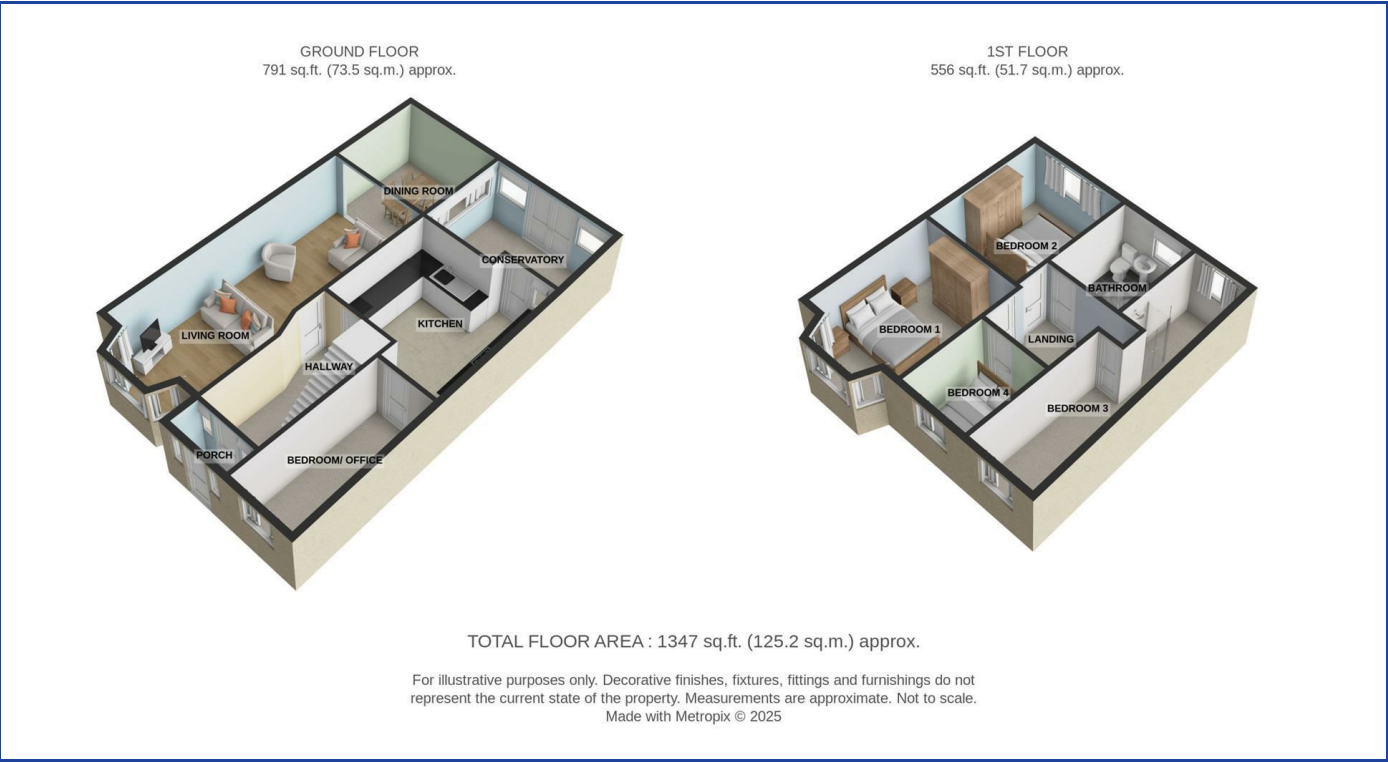 GROUND FLOOR
791 sq.ft. (73.5 sq.m.) approx.
DINING ROOM
CONSERVATORY
KITCHEN
LIVING ROOM
HALLWAY
PORCH
BEDROOM/ OFFICE
1ST FLOOR
556 sq.ft. (51.7 sq.m.) approx.
BEDROOM 2
BATHROOM
BEDROOM 1
LANDING
BEDROOM 4
BEDROOM 3
TOTAL FLOOR AREA : 1347 sq.ft. (125.2 sq.m.) approx.
For illustrative purposes only. Decorative finishes, fixtures, fittings and furnishings do not
represent the current state of the property. Measurements are approximate. Not to scale.
Made with Metropix © 2025